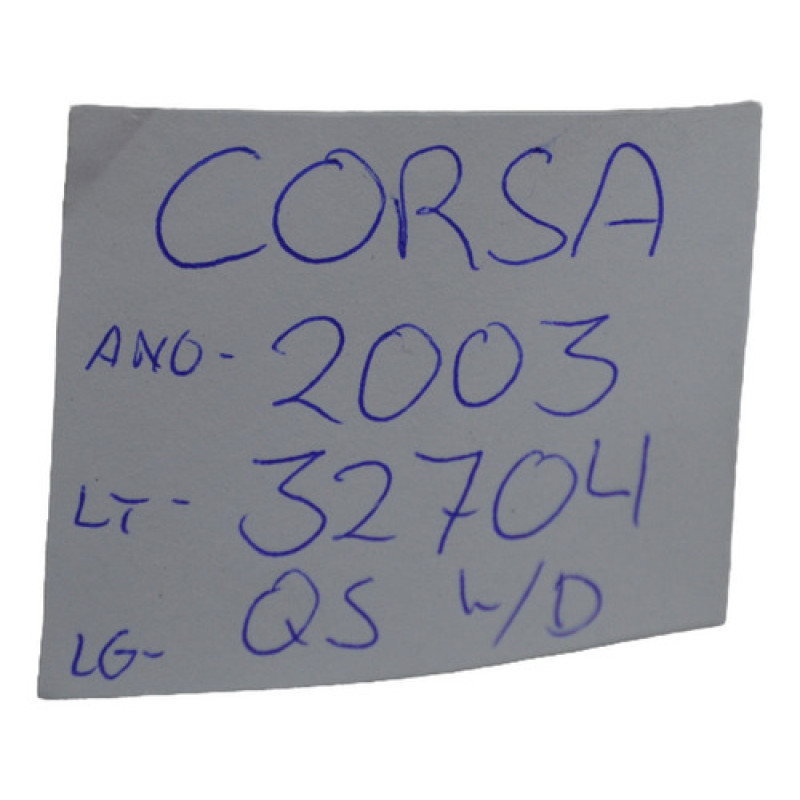 CORSA
ANO- 2003
LT- 32704
LG- QS L/D